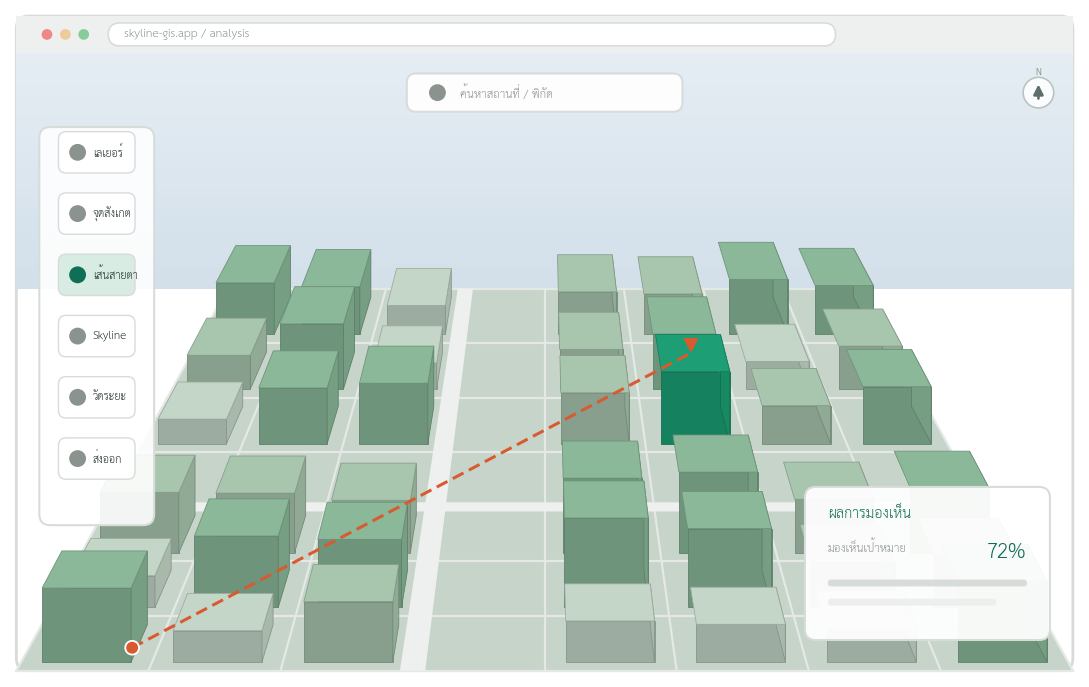 skyline-gis.app / analysis
ค้นหาสถานที่ / พิกัด
N
เลเยอร์
จุดสังเกต
เส้นสายตา
Skyline
วัดระยะ
ส่งออก
ผลการมองเห็น
มองเห็นเป้าหมาย
72%